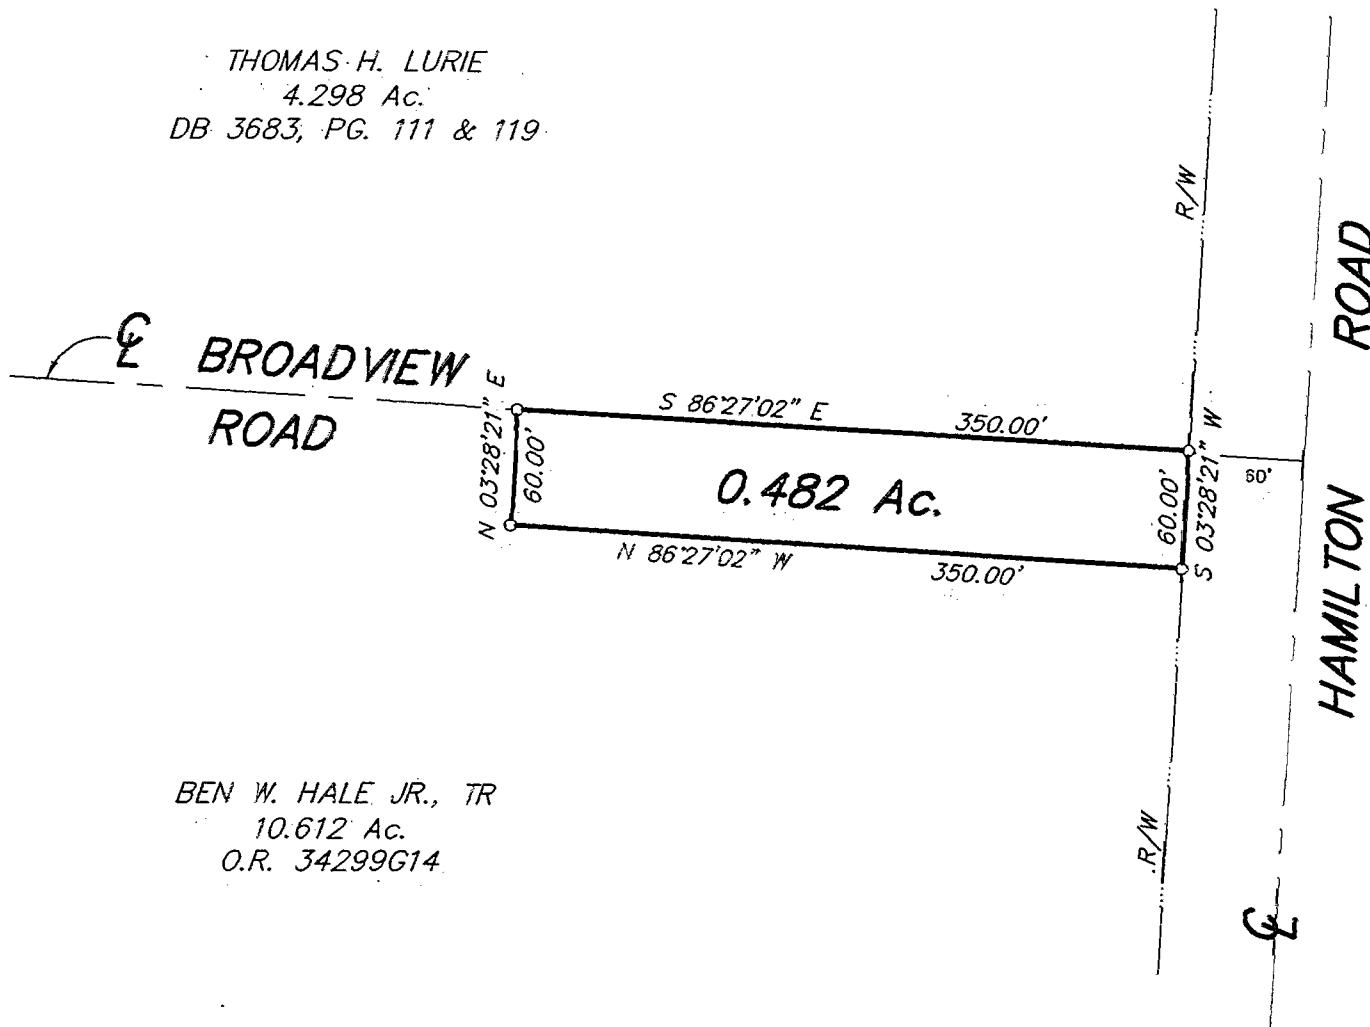 THOMAS H. LURIE
4.298 Ac.
DB 3683, PG. 111 & 119
R/W
ROAD
℄ BROADVIEW
ROAD
N 03°28'21" E
60.00'
S 86°27'02" E 350.00'
0.482 Ac.
60.00'
S 03°28'21" W
60'
N 86°27'02" W 350.00'
HAMILTON
BEN W. HALE JR., TR
10.612 Ac.
O.R. 34299G14
R/W
℄